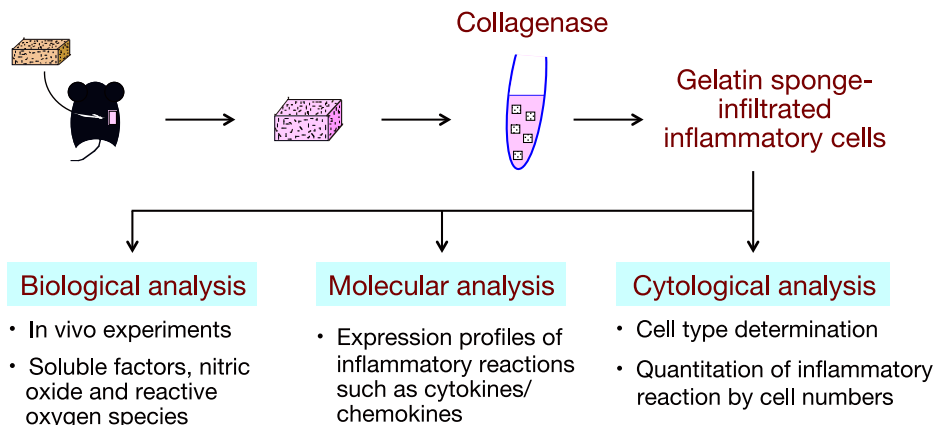 Collagenase
Gelatin sponge-
infiltrated
inflammatory cells
Biological analysis
• In vivo experiments
• Soluble factors, nitric
oxide and reactive
oxygen species
Molecular analysis
• Expression profiles of
inflammatory reactions
such as cytokines/
chemokines
Cytological analysis
• Cell type determination
• Quantitation of inflammatory
reaction by cell numbers